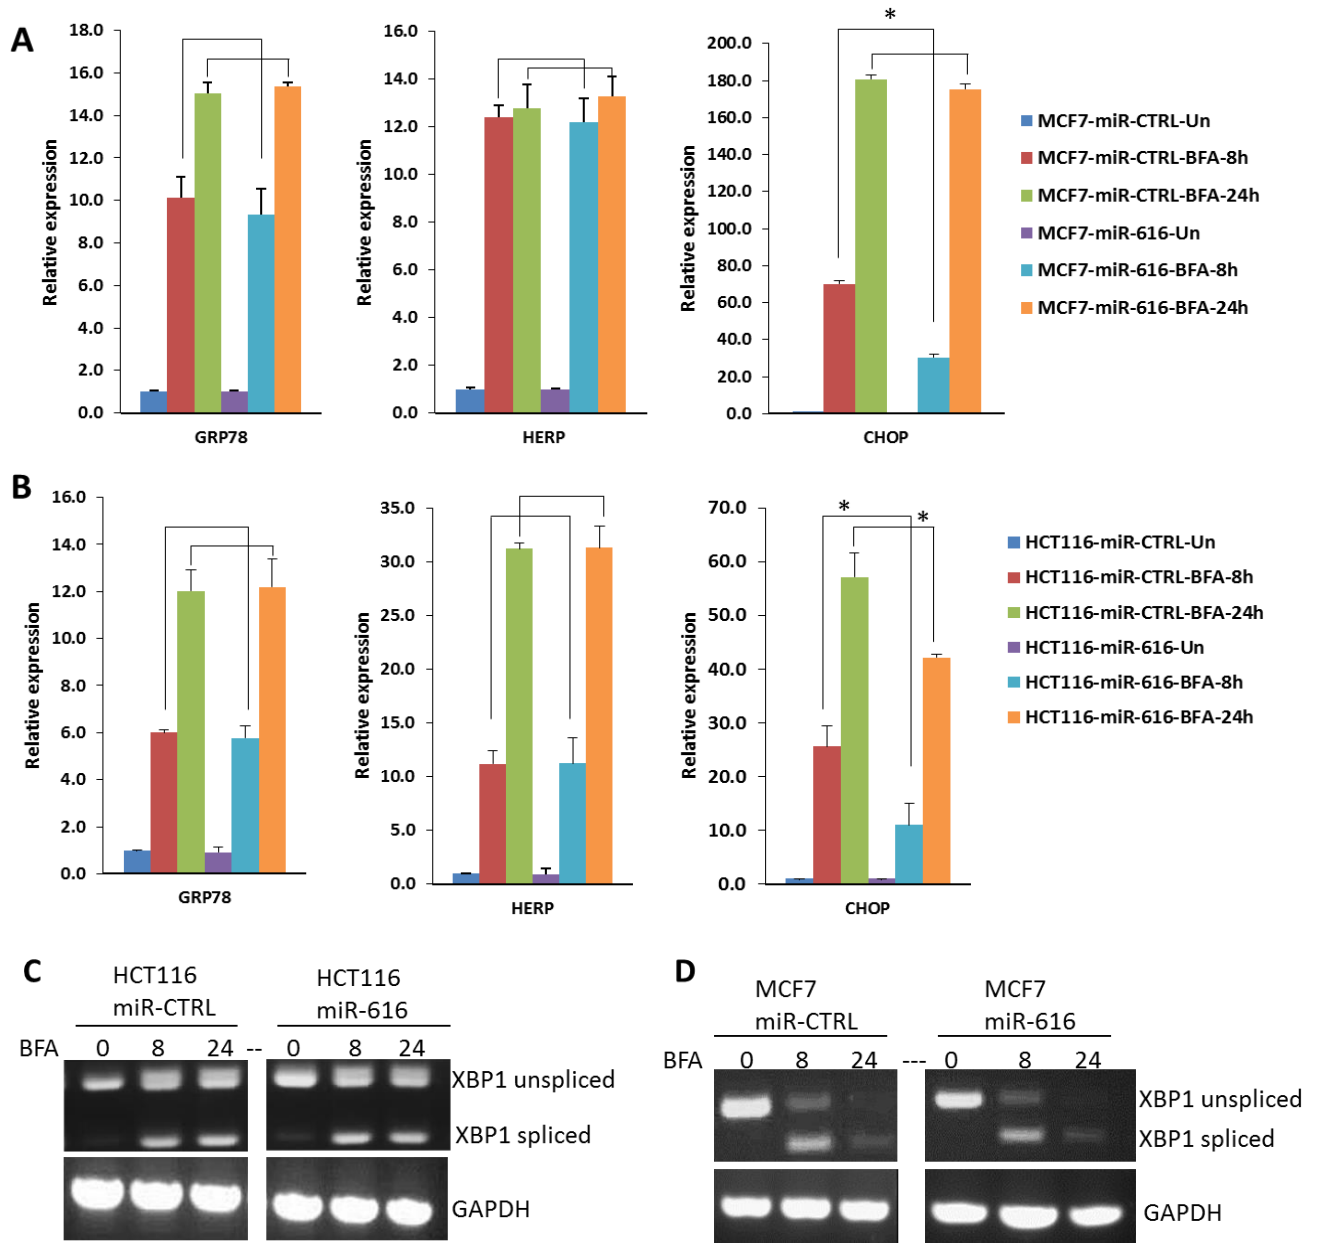 A
18.0
16.0
14.0
12.0
10.0
8.0
6.0
4.0
2.0
0.0
Relative expression
GRP78
16.0
14.0
12.0
10.0
8.0
6.0
4.0
2.0
0.0
Relative expression
HERP
*
200.0
180.0
160.0
140.0
120.0
100.0
80.0
60.0
40.0
20.0
0.0
Relative expression
CHOP
MCF7-miR-CTRL-Un
MCF7-miR-CTRL-BFA-8h
MCF7-miR-CTRL-BFA-24h
MCF7-miR-616-Un
MCF7-miR-616-BFA-8h
MCF7-miR-616-BFA-24h
B
16.0
14.0
12.0
10.0
8.0
6.0
4.0
2.0
0.0
Relative expression
GRP78
35.0
30.0
25.0
20.0
15.0
10.0
5.0
0.0
Relative expression
HERP
* *
70.0
60.0
50.0
40.0
30.0
20.0
10.0
0.0
Relative expression
CHOP
HCT116-miR-CTRL-Un
HCT116-miR-CTRL-BFA-8h
HCT116-miR-CTRL-BFA-24h
HCT116-miR-616-Un
HCT116-miR-616-BFA-8h
HCT116-miR-616-BFA-24h
C
HCT116
miR-CTRL
HCT116
miR-616
BFA 0 8 24 -- 0 8 24
XBP1 unspliced
XBP1 spliced
GAPDH
D
MCF7
miR-CTRL
MCF7
miR-616
BFA 0 8 24 --- 0 8 24
XBP1 unspliced
XBP1 spliced
GAPDH